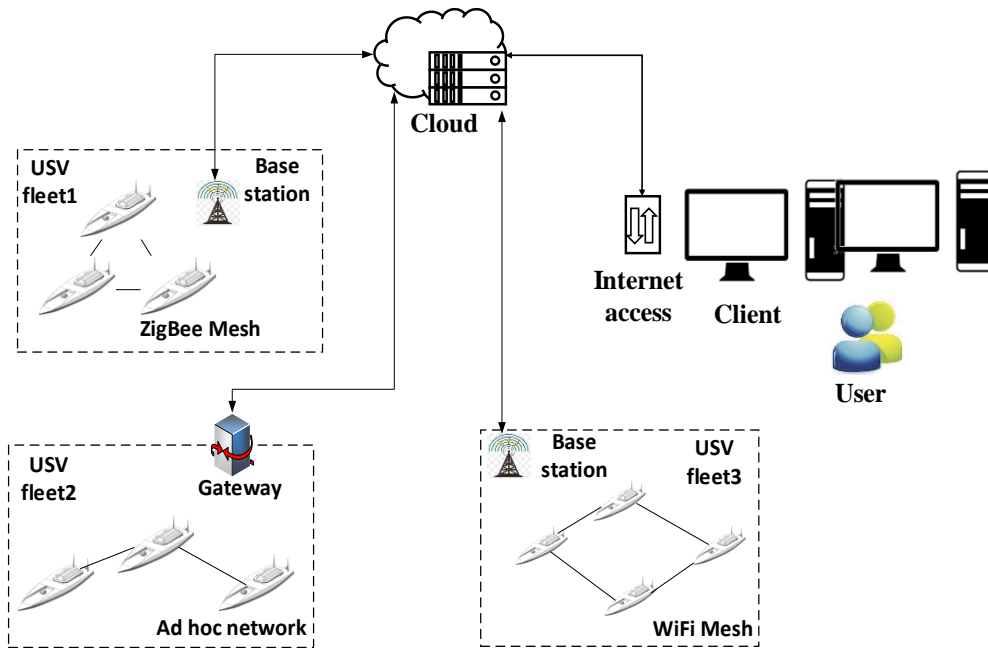 Cloud
USV
fleet1
Base
station
ZigBee Mesh
Internet
access
Client
User
USV
fleet2
Gateway
Ad hoc network
Base
station
USV
fleet3
WiFi Mesh